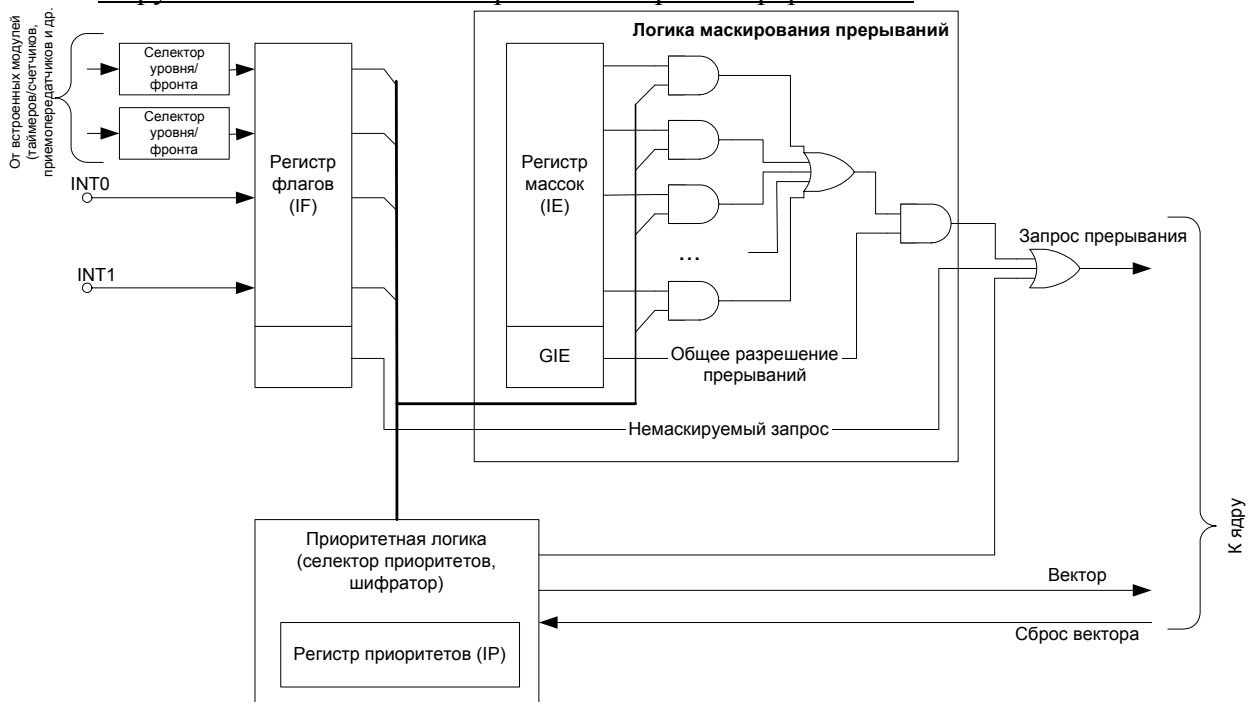 Логика маскирования прерываний
От встроенных модулей
(таймеров/счетчиков,
приемопередатчиков и др.
Селектор
уровня/
фронта
Селектор
уровня/
фронта
INT0
INT1
Регистр
флагов
(IF)
Регистр
массок
(IE)
...
GIE
Общее разрешение
прерываний
Немаскируемый запрос
Запрос прерывания
К ядру
Приоритетная логика
(селектор приоритетов,
шифратор)
Вектор
Сброс вектора
Регистр приоритетов (IP)